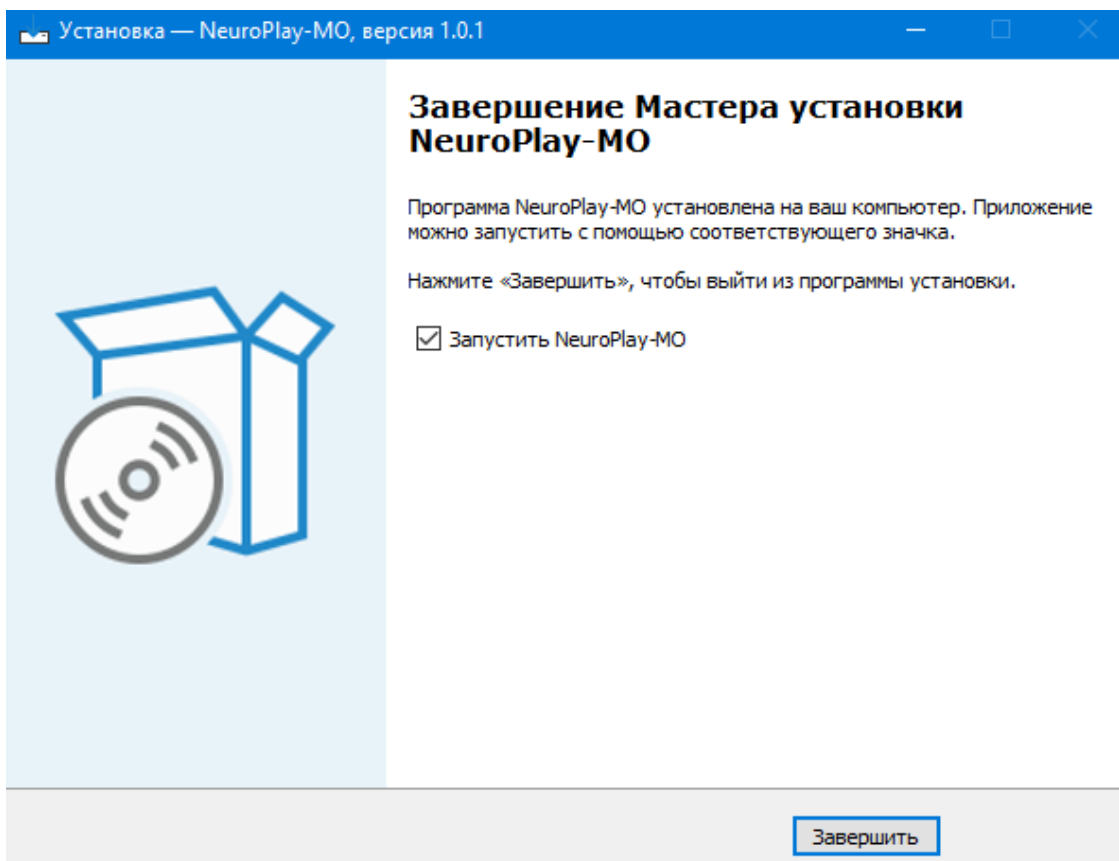 Установка — NeuroPlay-MO, версия 1.0.1
Завершение Мастера установки
NeuroPlay-MO
Программа NeuroPlay-MO установлена на ваш компьютер. Приложение
можно запустить с помощью соответствующего значка.
Нажмите «Завершить», чтобы выйти из программы установки.
Запустить NeuroPlay-MO
Завершить